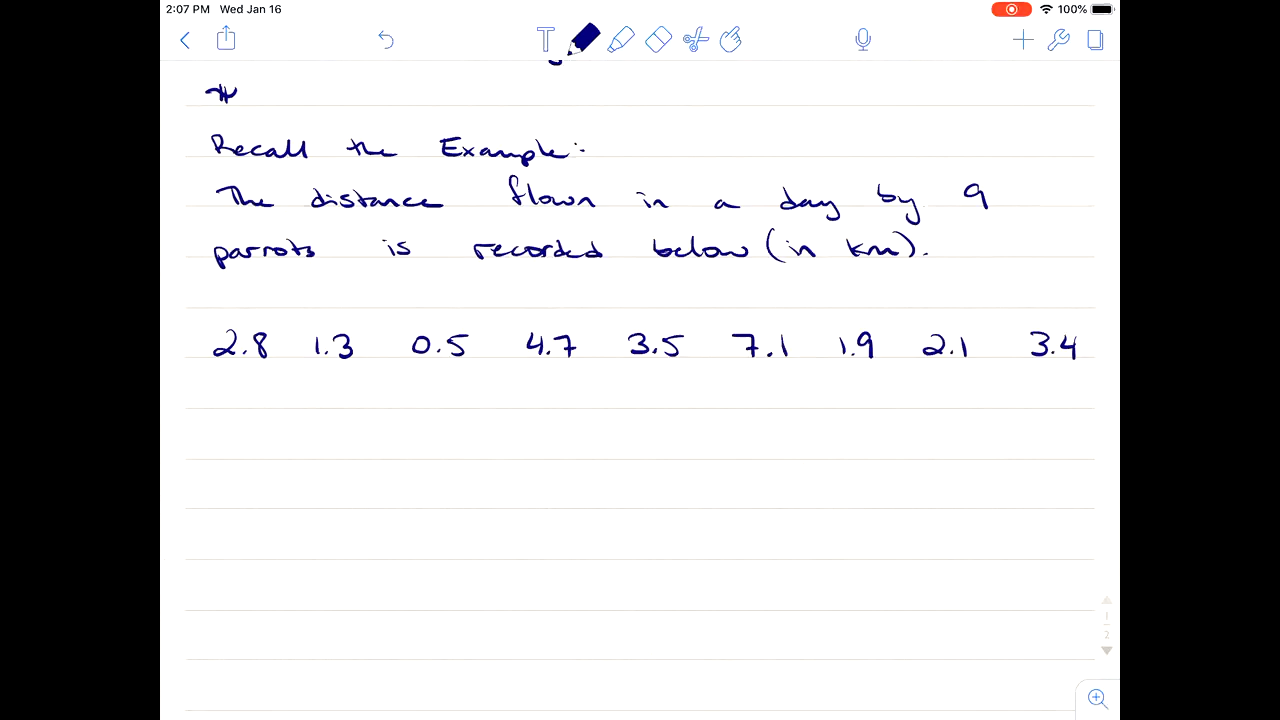 2:07 PM Wed Jan 16 100%
T
#
Recall the Example:
The distance flown in a day by 9
parrots is recorded below (in km).
2.8 1.3 0.5 4.7 3.5 7.1 1.9 2.1 3.4
1
2